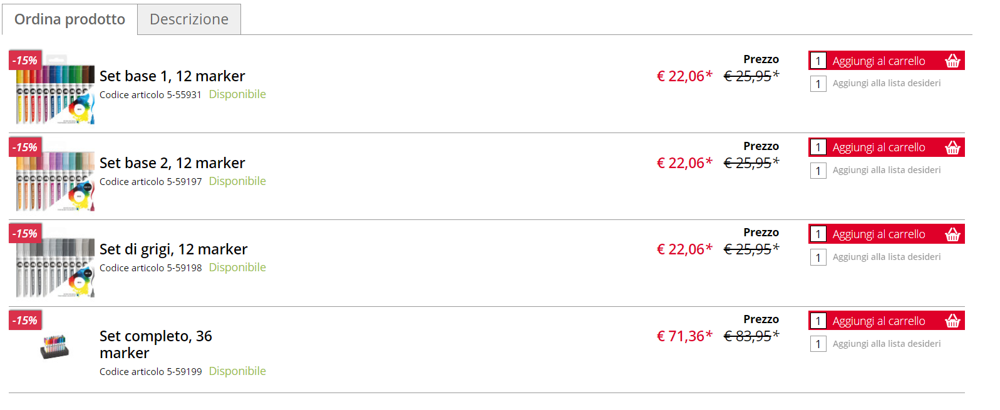 Ordina prodotto
Descrizione
-15%
Set base 1, 12 marker
Codice articolo 5-55931 Disponibile
Prezzo
€ 22,06* € 25,95*
1 Aggiungi al carrello
1 Aggiungi alla lista desideri
-15%
Set base 2, 12 marker
Codice articolo 5-59197 Disponibile
Prezzo
€ 22,06* € 25,95*
1 Aggiungi al carrello
1 Aggiungi alla lista desideri
-15%
Set di grigi, 12 marker
Codice articolo 5-59198 Disponibile
Prezzo
€ 22,06* € 25,95*
1 Aggiungi al carrello
1 Aggiungi alla lista desideri
-15%
Set completo, 36
marker
Codice articolo 5-59199 Disponibile
Prezzo
€ 71,36* € 83,95*
1 Aggiungi al carrello
1 Aggiungi alla lista desideri